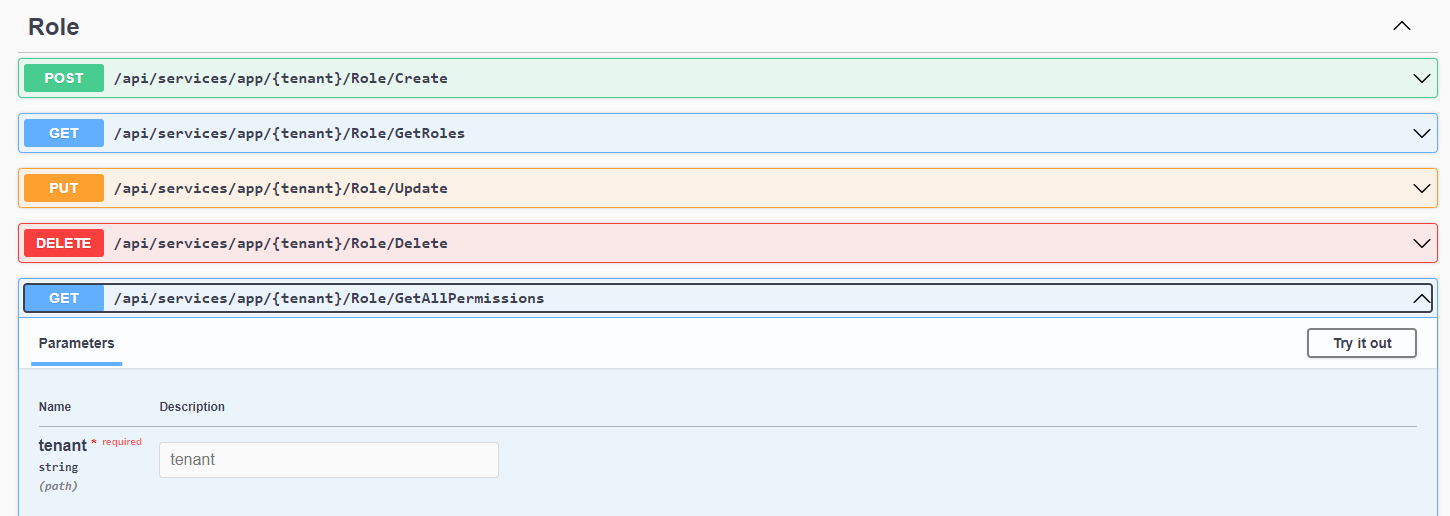 Role
POST /api/services/app/{tenant}/Role/Create
GET /api/services/app/{tenant}/Role/GetRoles
PUT /api/services/app/{tenant}/Role/Update
DELETE /api/services/app/{tenant}/Role/Delete
GET /api/services/app/{tenant}/Role/GetAllPermissions
Parameters Try it out
Name Description
tenant * required
string
(path)
tenant